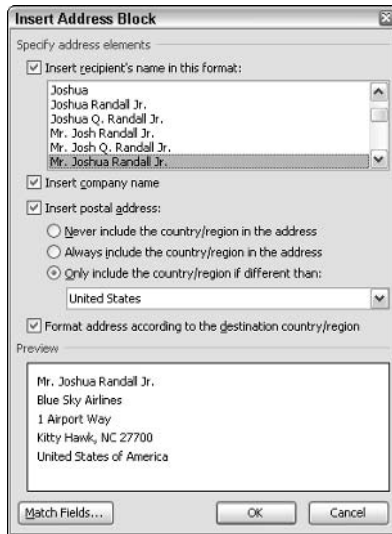 Insert Address Block
Specify address elements
Insert recipient's name in this format:
Joshua
Joshua Randall Jr.
Joshua Q. Randall Jr.
Mr. Josh Randall Jr.
Mr. Josh Q. Randall Jr.
Mr. Joshua Randall Jr.
Insert company name
Insert postal address:
Never include the country/region in the address
Always include the country/region in the address
Only include the country/region if different than:
United States
Format address according to the destination country/region
Preview
Mr. Joshua Randall Jr.
Blue Sky Airlines
1 Airport Way
Kitty Hawk, NC 27700
United States of America
Match Fields... OK Cancel